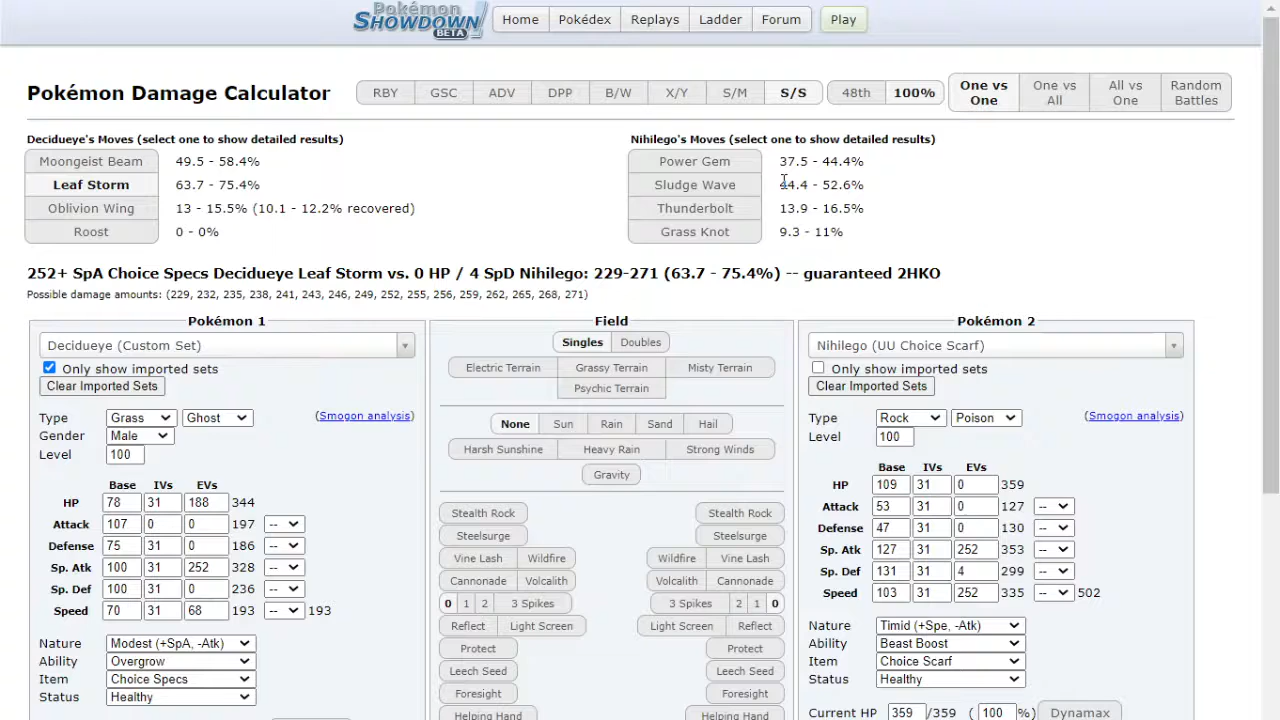 Pokémon SHOWDOWN! BETA Home Pokédex Replays Ladder Forum Play
Pokémon Damage Calculator RBY GSC ADV DPP B/W X/Y S/M S/S 48th 100% One vs One One vs All All vs One Random Battles
Decidueye's Moves (select one to show detailed results) Nihilego's Moves (select one to show detailed results)
Moongeist Beam 49.5 - 58.4% Power Gem 37.5 - 44.4%
Leaf Storm 63.7 - 75.4% Sludge Wave 44.4 - 52.6%
Oblivion Wing 13 - 15.5% (10.1 - 12.2% recovered) Thunderbolt 13.9 - 16.5%
Roost 0 - 0% Grass Knot 9.3 - 11%
252+ SpA Choice Specs Decidueye Leaf Storm vs. 0 HP / 4 SpD Nihilego: 229-271 (63.7 - 75.4%) -- guaranteed 2HKO
Possible damage amounts: (229, 232, 235, 238, 241, 243, 246, 249, 252, 255, 256, 259, 262, 265, 268, 271)
Pokémon 1
Decidueye (Custom Set)
Only show imported sets
Clear Imported Sets
Type Grass Ghost (Smogon analysis)
Gender Male
Level 100
Base IVs EVs
HP 78 31 188 344
Attack 107 0 0 197 --
Defense 75 31 0 186 --
Sp. Atk 100 31 252 328 --
Sp. Def 100 31 0 236 --
Speed 70 31 68 193 -- 193
Nature Modest (+SpA, -Atk)
Ability Overgrow
Item Choice Specs
Status Healthy
Field
Singles Doubles
Electric Terrain Grassy Terrain Misty Terrain
Psychic Terrain
None Sun Rain Sand Hail
Harsh Sunshine Heavy Rain Strong Winds
Gravity
Stealth Rock Stealth Rock
Steelsurge Steelsurge
Vine Lash Wildfire Wildfire Vine Lash
Cannonade Volcalith Volcalith Cannonade
0 1 2 3 Spikes 3 Spikes 2 1 0
Reflect Light Screen Light Screen Reflect
Protect Protect
Leech Seed Leech Seed
Foresight Foresight
Helping Hand Helping Hand
Pokémon 2
Nihilego (UU Choice Scarf)
Only show imported sets
Clear Imported Sets
Type Rock Poison (Smogon analysis)
Level 100
Base IVs EVs
HP 109 31 0 359
Attack 53 31 0 127 --
Defense 47 31 0 130 --
Sp. Atk 127 31 252 353 --
Sp. Def 131 31 4 299 --
Speed 103 31 252 335 -- 502
Nature Timid (+Spe, -Atk)
Ability Beast Boost
Item Choice Scarf
Status Healthy
Current HP 359 /359 ( 100 %) Dynamax